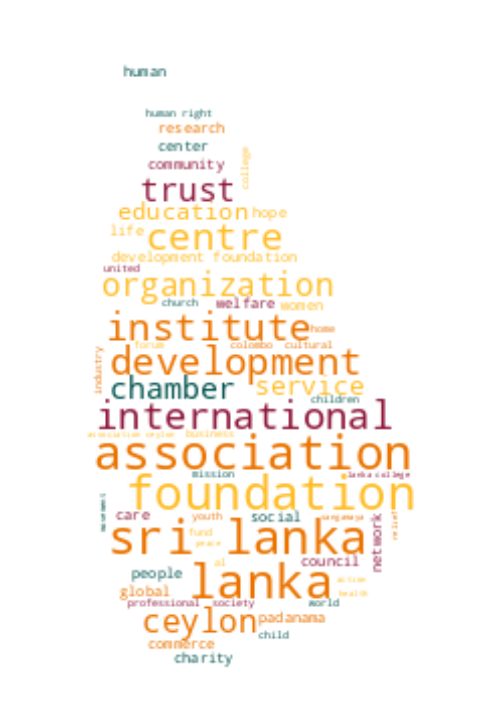 human
human right
research
center
college
community
trust
education hope
life centre
development foundation
united
organization
church welfare women
institute home
forum colombo cultural
industry development
chamber service
children
international
association ceylon business
association
mission lanka college
foundation
care youth social sangamaya
network
relief
sri lanka
fund
peace
al council
people lanka action
global health
professional society world
ceylon padanama
child
commerce
charity